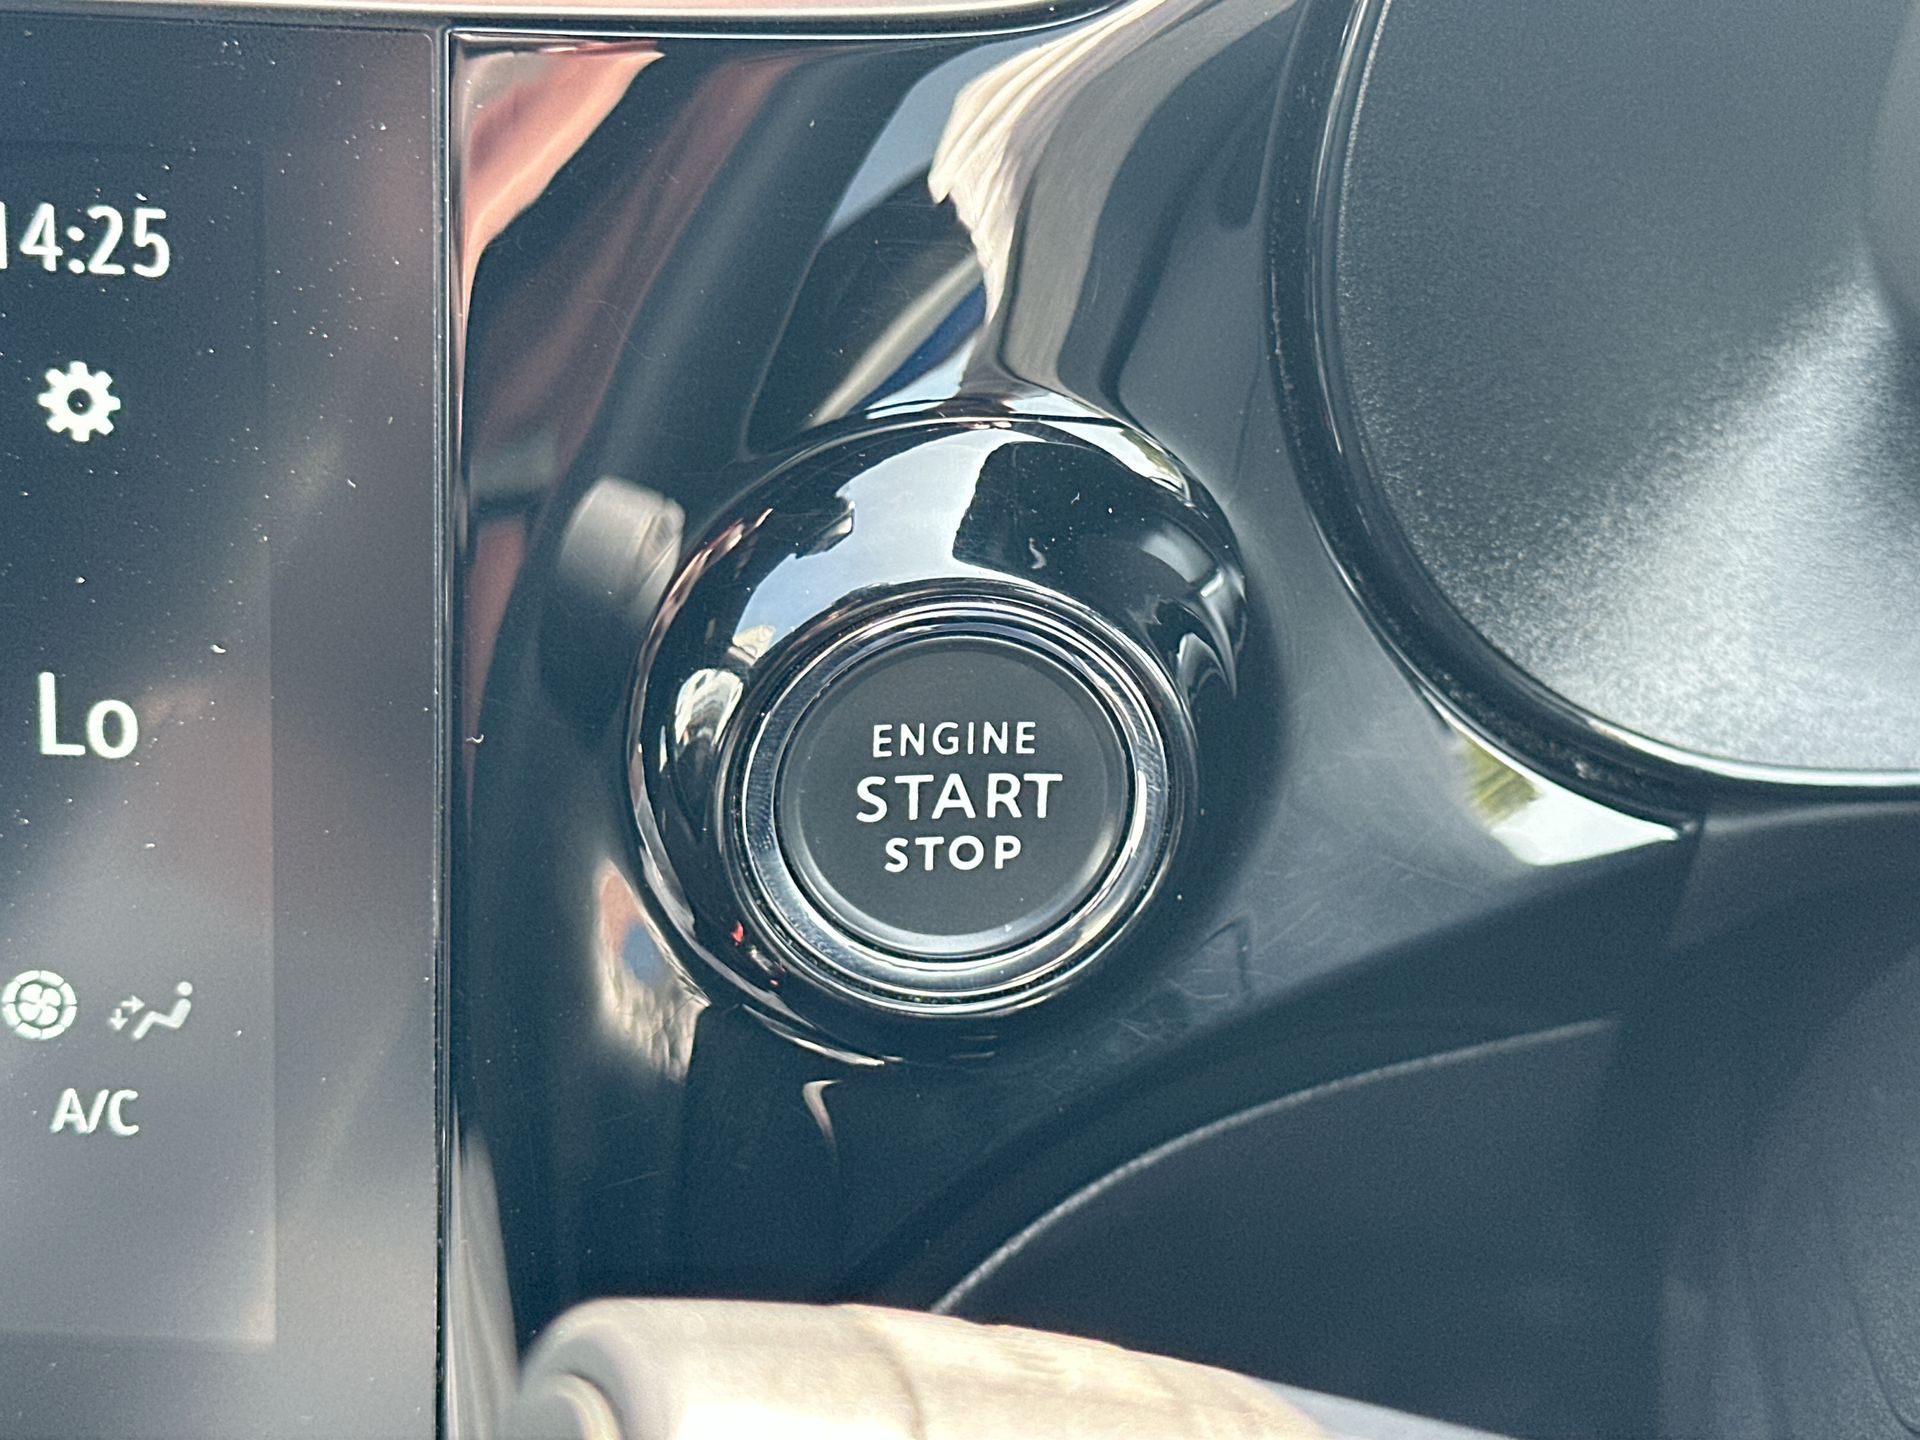 14:25
Lo
A/C
ENGINE
START
STOP